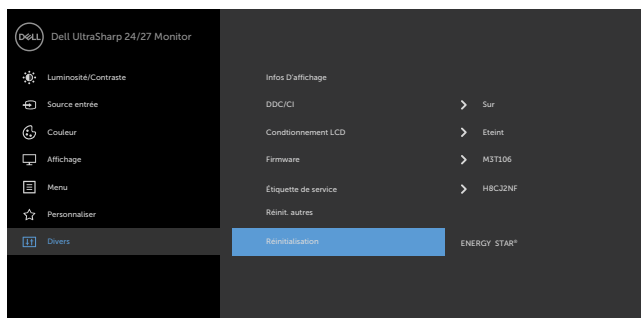 DELL Dell UltraSharp 24/27 Monitor
Luminosité/Contraste
Infos D'affichage
Source entrée
DDC/CI
Sur
Couleur
Condtionnement LCD
Eteint
Affichage
Firmware
M3T106
Menu
Étiquette de service
H8CJ2NF
Personnaliser
Réinit. autres
Divers
Réinitialisation
ENERGY STAR®